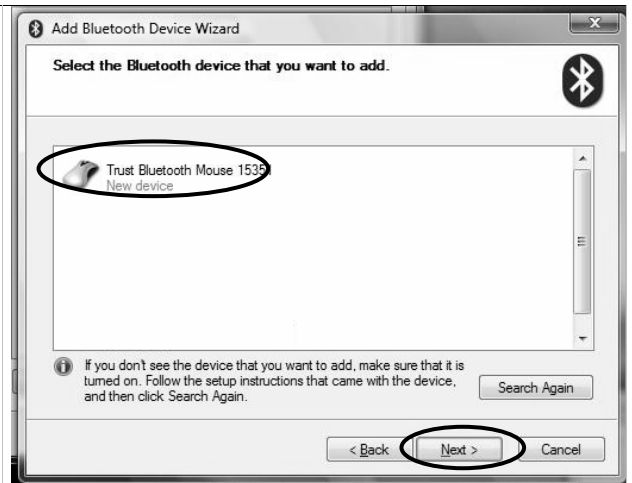 Add Bluetooth Device Wizard
Select the Bluetooth device that you want to add.
Trust Bluetooth Mouse
New device
If you don't see the device that you want to add, make sure that it is
turned on. Follow the setup instructions that came with the device,
and then click Search Again.
Search Again
< Back
Next >
Cancel